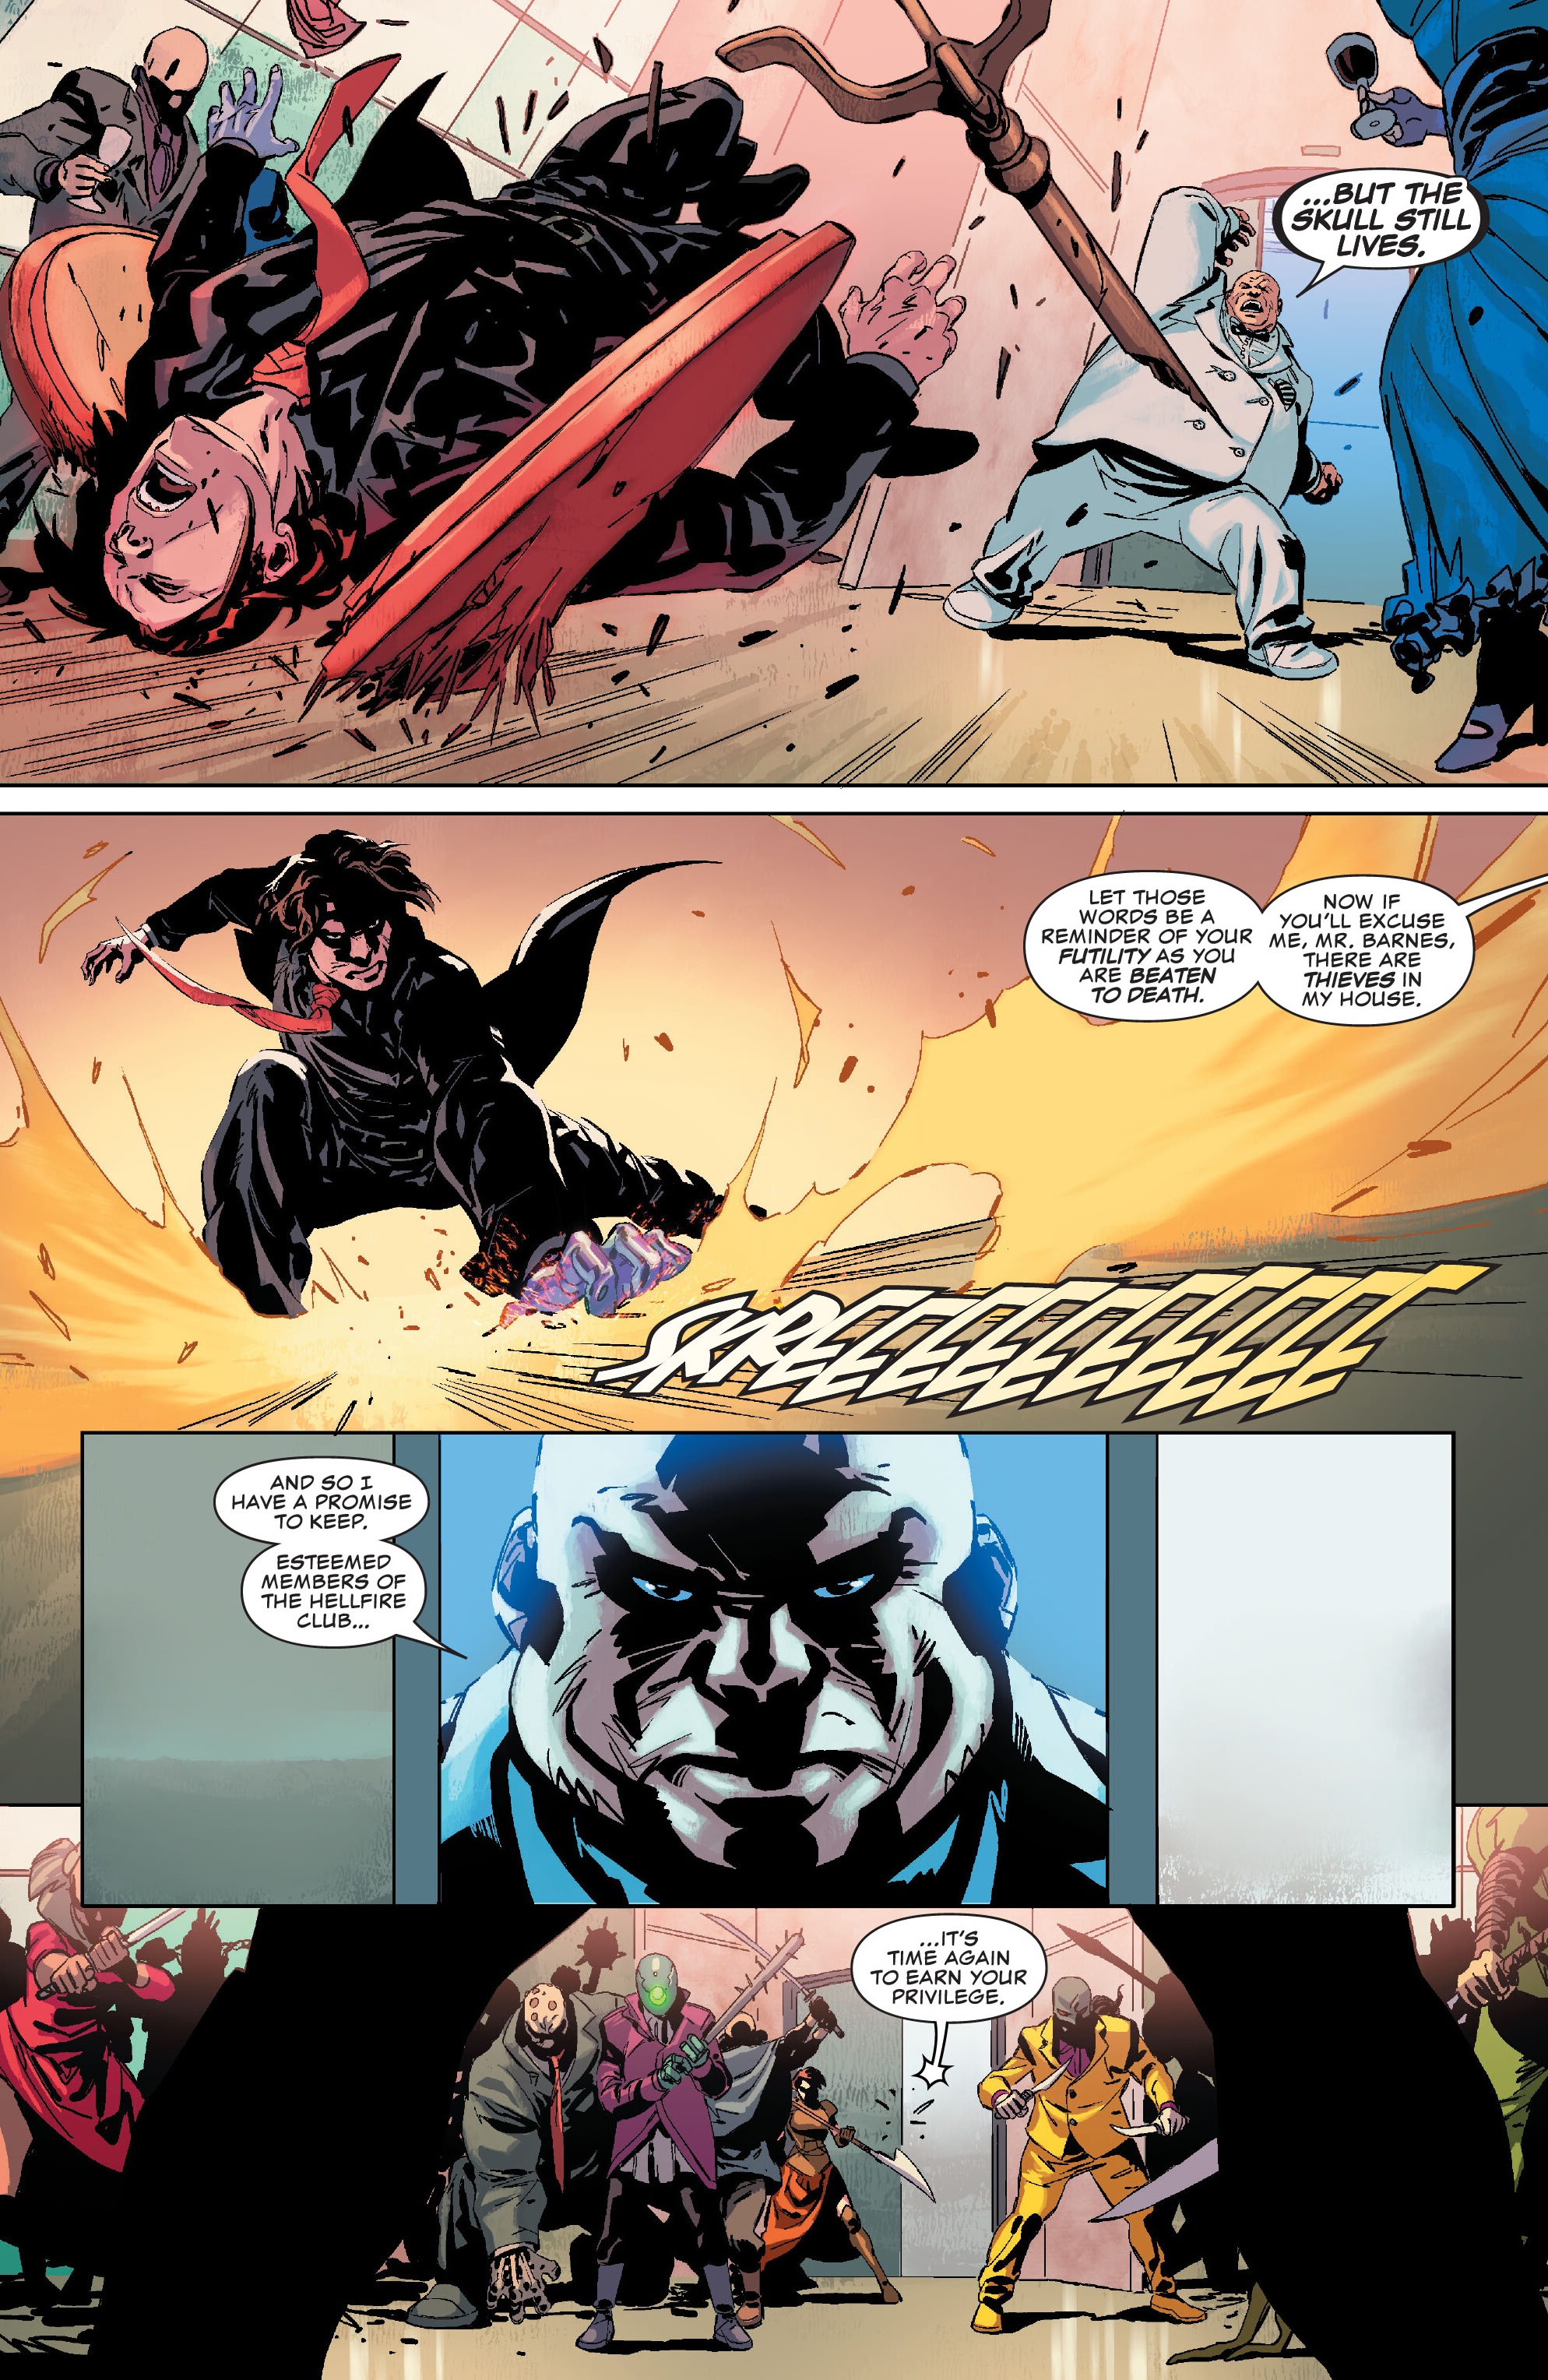 ...BUT THE
SKULL STILL
LIVES.
LET THOSE
WORDS BE A
REMINDER OF YOUR
FUTILITY AS YOU
ARE BEATEN
TO DEATH.
NOW IF
YOU'LL EXCUSE
ME, MR. BARNES,
THERE ARE
THIEVES IN
MY HOUSE.
SKREEEEEEEEEEE
AND SO I
HAVE A PROMISE
TO KEEP.
ESTEEMED
MEMBERS OF
THE HELLFIRE
CLUB...
...IT'S
TIME AGAIN
TO EARN YOUR
PRIVILEGE.